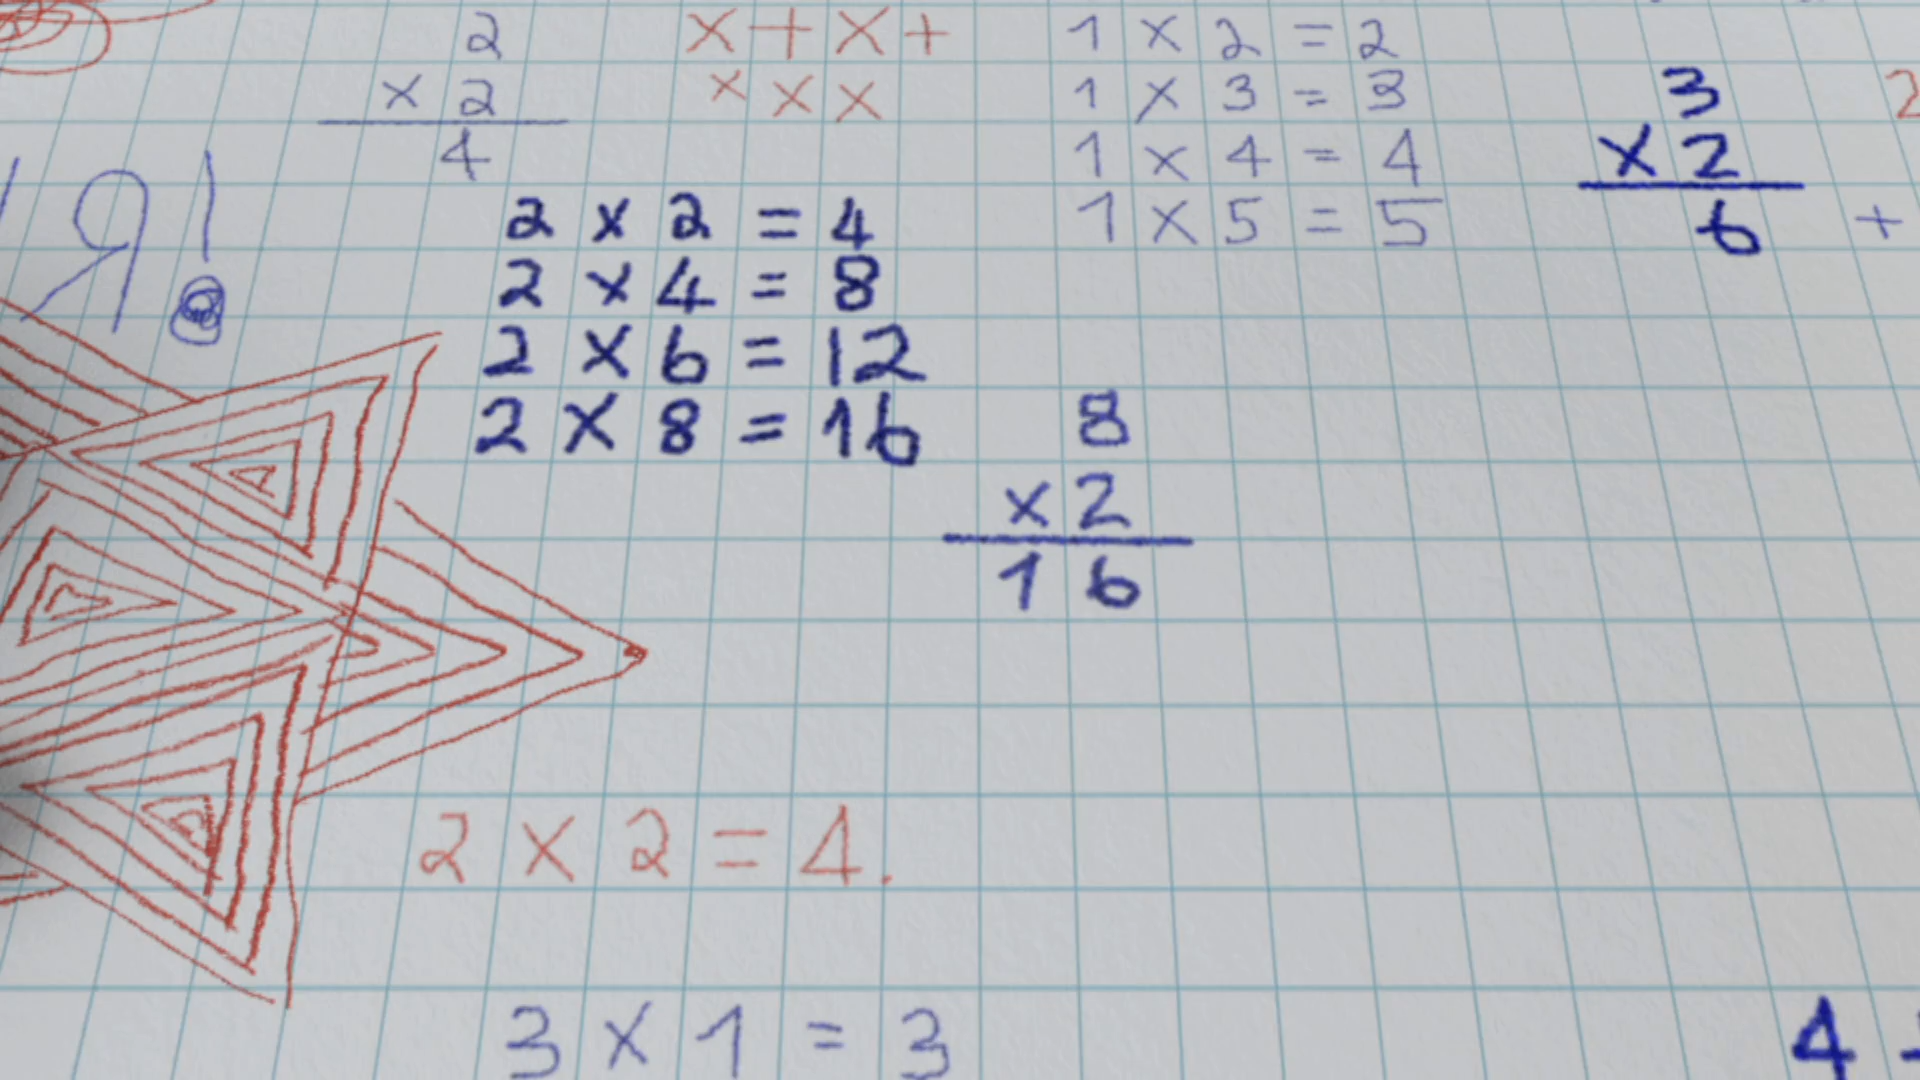 2
× 2
4
× + × +
× × ×
1 × 2 = 2
1 × 3 = 3
1 × 4 = 4
1 × 5 = 5
3
× 2
6
2
+
Я!
2 × 2 = 4
2 × 4 = 8
2 × 6 = 12
2 × 8 = 16
8
× 2
16
2 × 2 = 4.
3 × 1 = 3
4